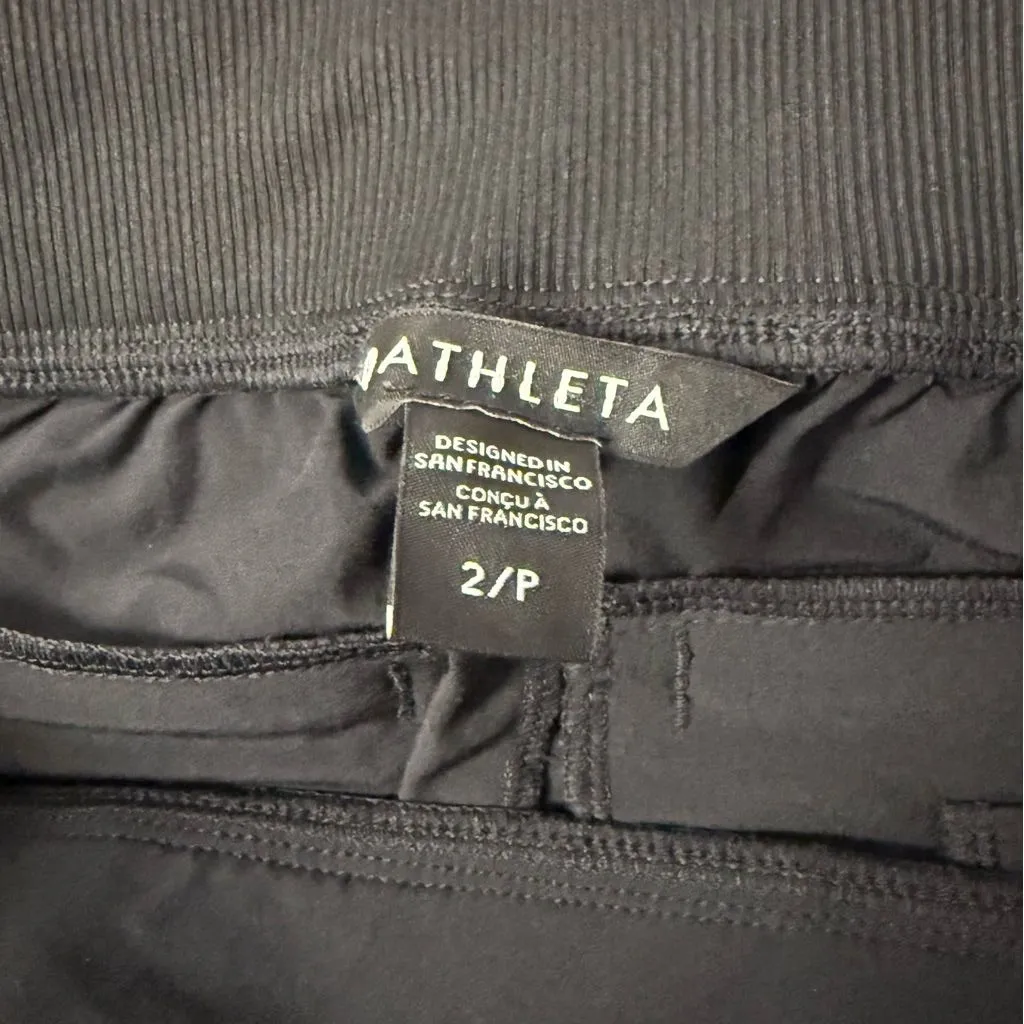 ATHLETA
DESIGNED IN
SAN FRANCISCO
CONÇU À
SAN FRANCISCO
2/P